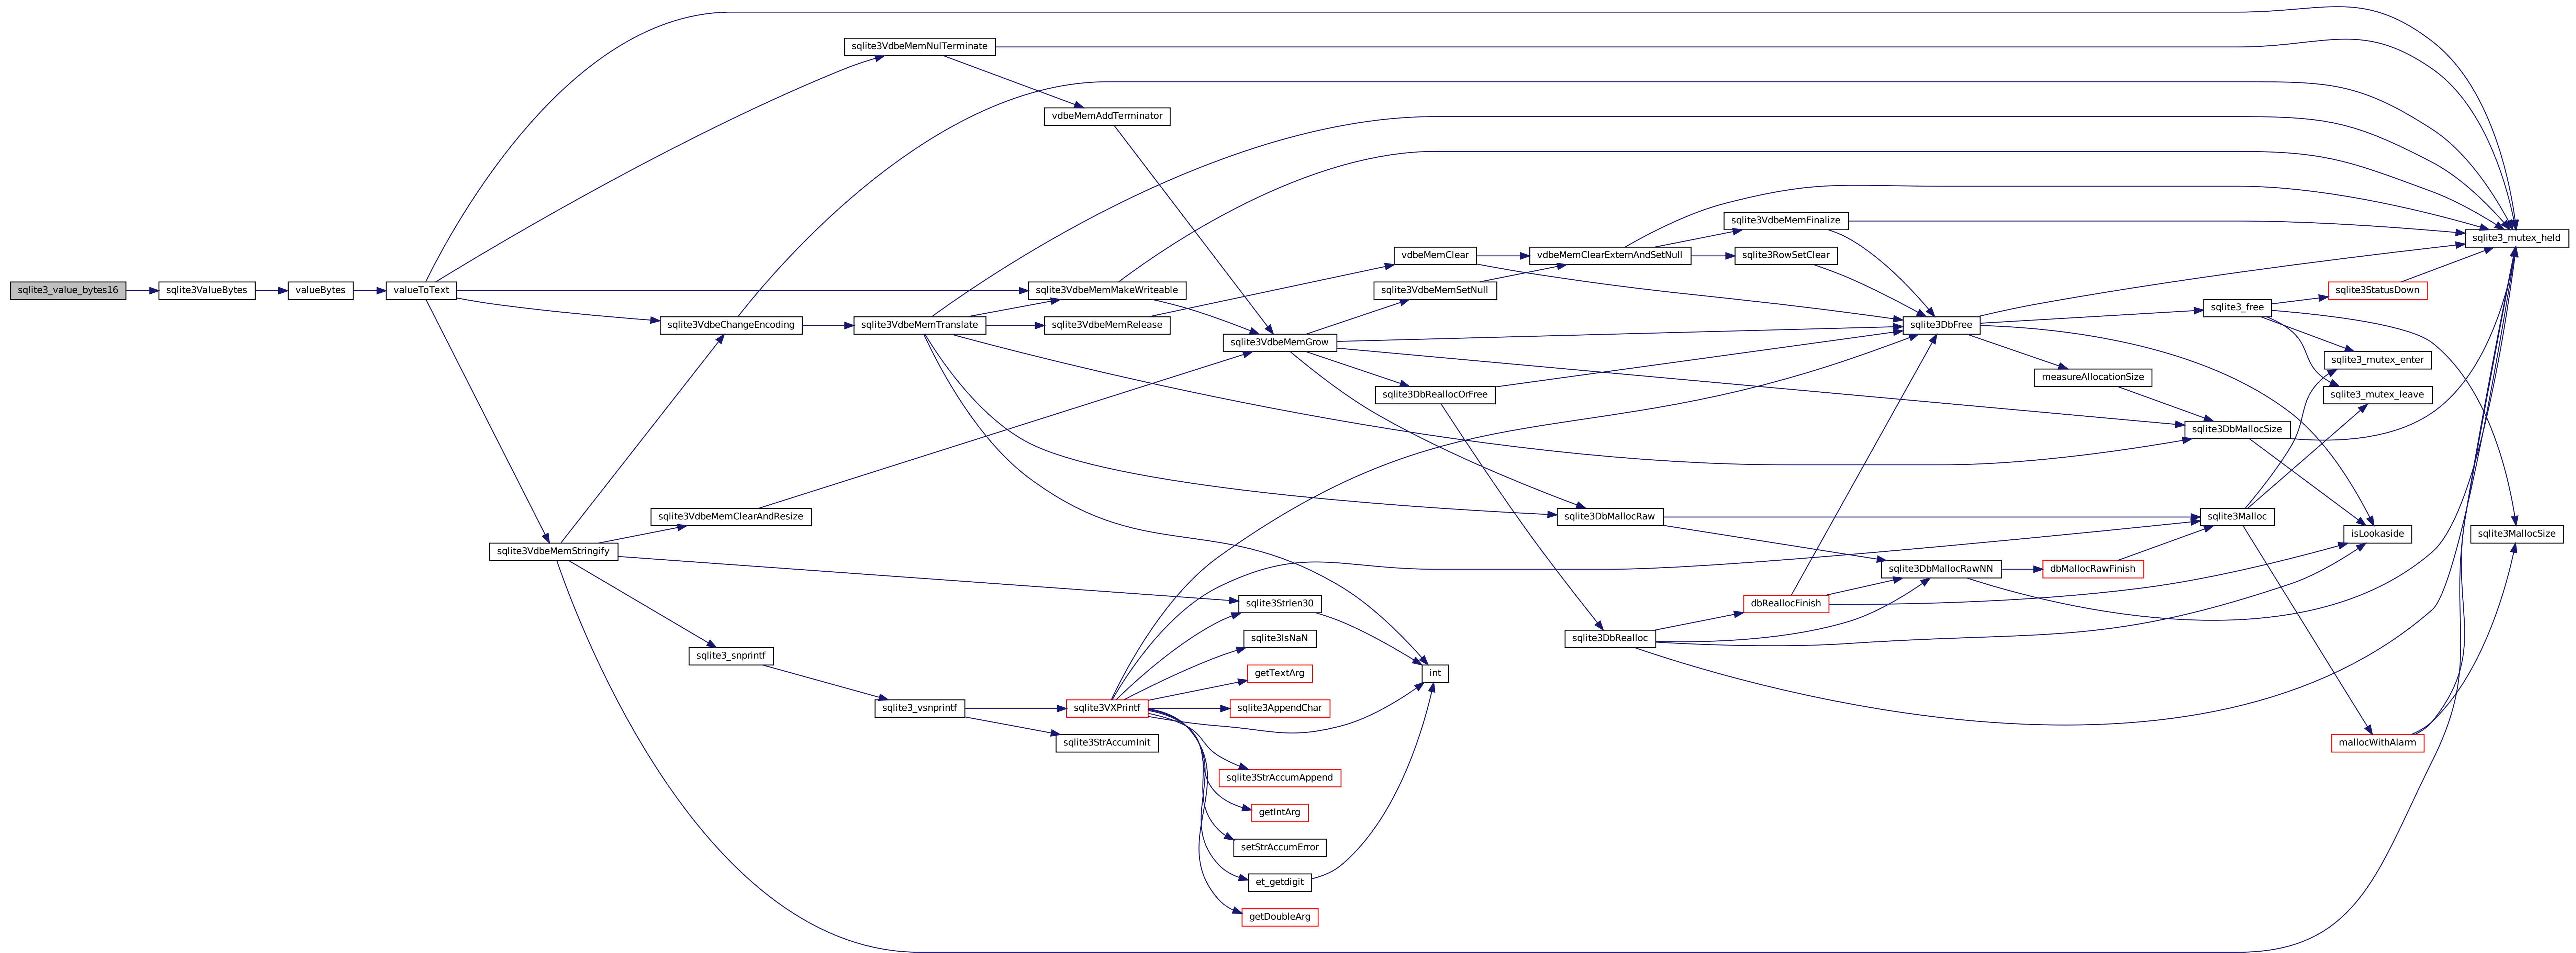 sqlite3_value_bytes16
sqlite3ValueBytes
valueBytes
valueToText
sqlite3VdbeMemNulTerminate
sqlite3VdbeChangeEncoding
sqlite3VdbeMemStringify
vdbeMemAddTerminator
sqlite3VdbeMemMakeWriteable
sqlite3VdbeMemTranslate
sqlite3VdbeMemRelease
sqlite3VdbeMemClearAndResize
sqlite3_snprintf
sqlite3_vsnprintf
sqlite3VXPrintf
sqlite3StrAccumInit
sqlite3VdbeMemGrow
sqlite3Strlen30
sqlite3IsNaN
getTextArg
sqlite3AppendChar
sqlite3StrAccumAppend
getIntArg
setStrAccumError
et_getdigit
getDoubleArg
vdbeMemClear
sqlite3VdbeMemSetNull
sqlite3DbReallocOrFree
int
vdbeMemClearExternAndSetNull
sqlite3DbMallocRaw
sqlite3DbRealloc
sqlite3VdbeMemFinalize
sqlite3RowSetClear
dbReallocFinish
sqlite3DbFree
sqlite3DbMallocRawNN
measureAllocationSize
dbMallocRawFinish
sqlite3_free
sqlite3DbMallocSize
sqlite3Malloc
sqlite3StatusDown
sqlite3_mutex_enter
sqlite3_mutex_leave
isLookaside
mallocWithAlarm
sqlite3_mutex_held
sqlite3MallocSize